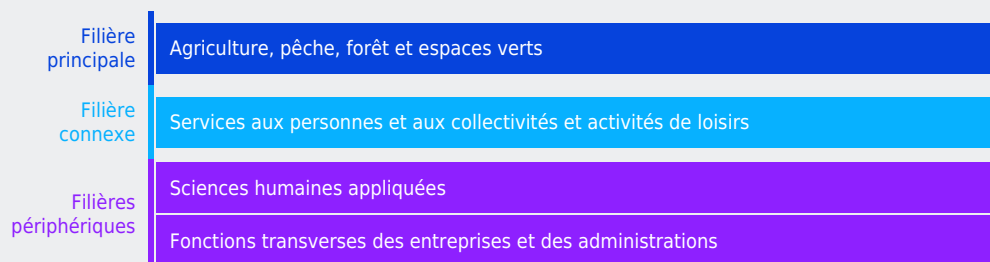 Filière
principale
Agriculture, pêche, forêt et espaces verts
Filière
connexe
Services aux personnes et aux collectivités et activités de loisirs
Filières
périphériques
Sciences humaines appliquées
Fonctions transverses des entreprises et des administrations